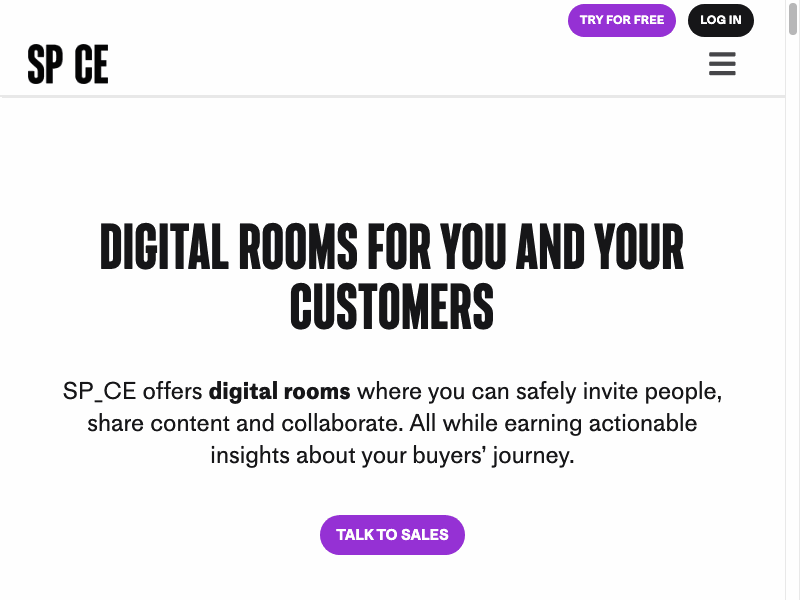 TRY FOR FREE
LOG IN
SP CE
DIGITAL ROOMS FOR YOU AND YOUR
CUSTOMERS
SP_CE offers digital rooms where you can safely invite people,
share content and collaborate. All while earning actionable
insights about your buyers’ journey.
TALK TO SALES